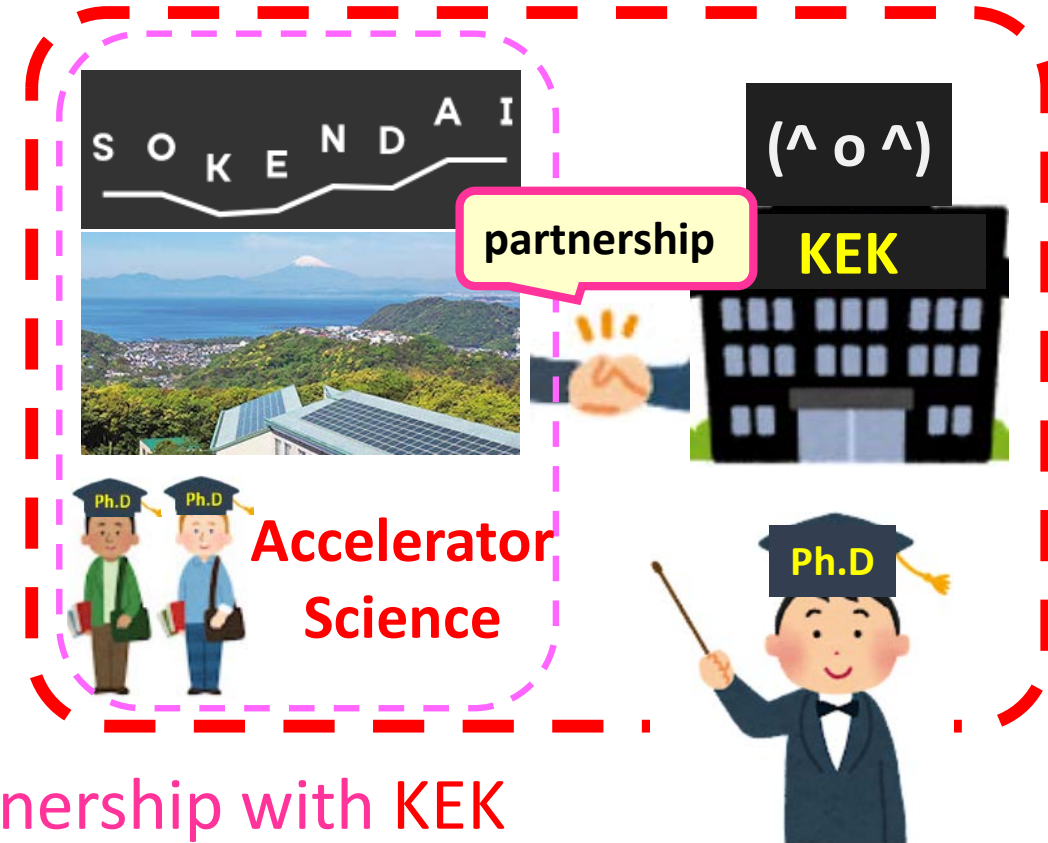 SOKENDAI
(^ o ^)
partnership
KEK
Ph.D
Ph.D
Accelerator
Science
Ph.D
nership with KEK